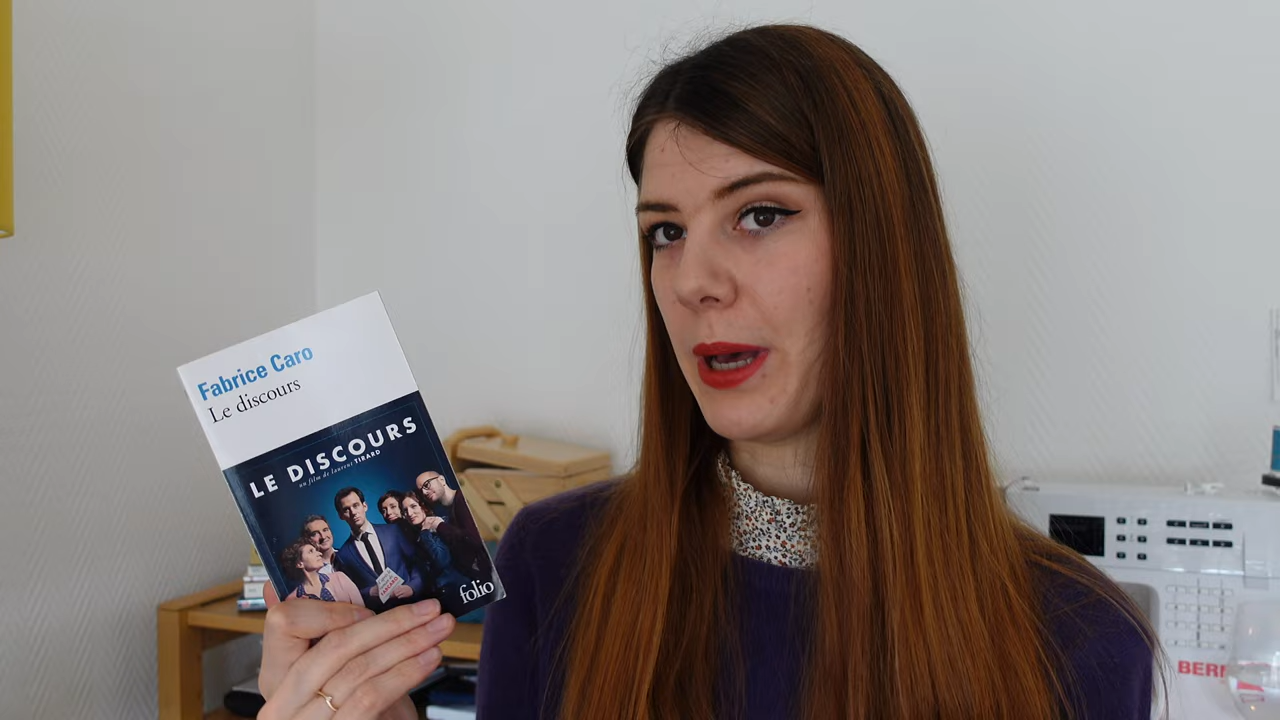 Fabrice Caro
Le discours
LE DISCOURS
un film de laurent TIRARD
folio
BERN